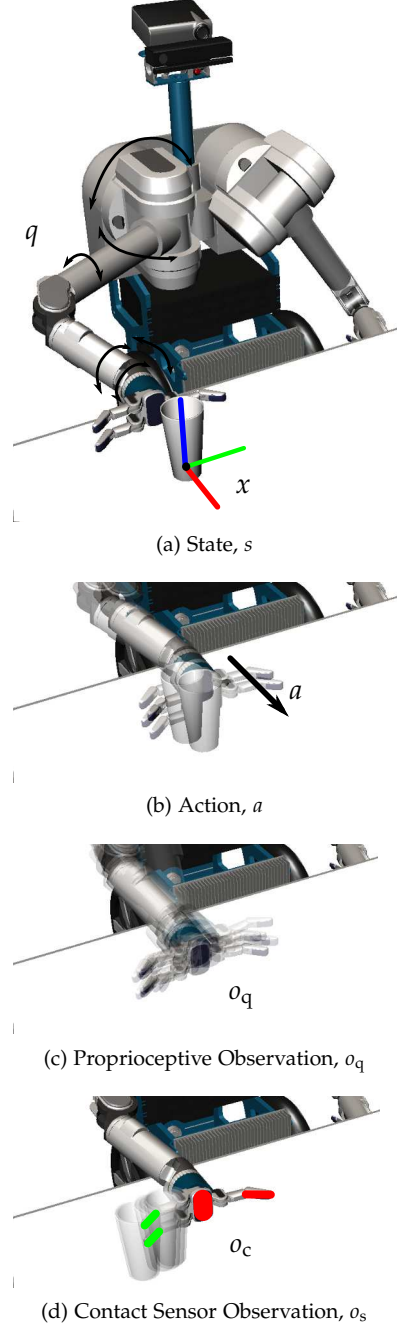 q
x
(a) State, s
a
(b) Action, a
o_q
(c) Proprioceptive Observation, o_q
o_c
(d) Contact Sensor Observation, o_s